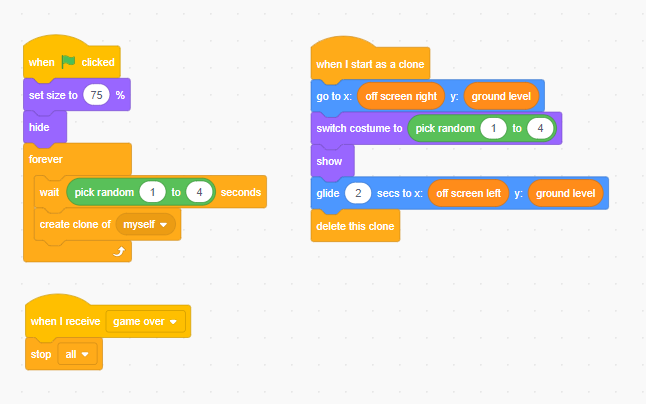 when clicked
set size to 75 %
hide
forever
wait pick random 1 to 4 seconds
create clone of myself
when I receive game over
stop all
when I start as a clone
go to x: off screen right y: ground level
switch costume to pick random 1 to 4
show
glide 2 secs to x: off screen left y: ground level
delete this clone